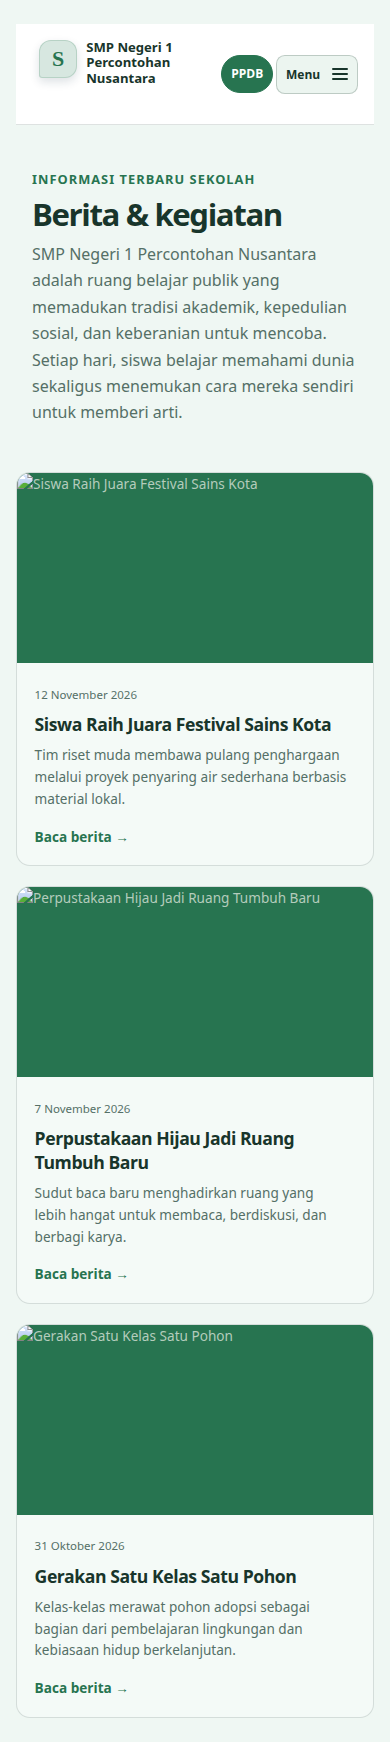 S
SMP Negeri 1
Percontohan
Nusantara
PPDB
Menu
INFORMASI TERBARU SEKOLAH
Berita & kegiatan
SMP Negeri 1 Percontohan Nusantara
adalah ruang belajar publik yang
memadukan tradisi akademik, kepedulian
sosial, dan keberanian untuk mencoba.
Setiap hari, siswa belajar memahami dunia
sekaligus menemukan cara mereka sendiri
untuk memberi arti.
Siswa Raih Juara Festival Sains Kota
12 November 2026
Siswa Raih Juara Festival Sains Kota
Tim riset muda membawa pulang penghargaan
melalui proyek penyaring air sederhana berbasis
material lokal.
Baca berita →
Perpustakaan Hijau Jadi Ruang Tumbuh Baru
7 November 2026
Perpustakaan Hijau Jadi Ruang
Tumbuh Baru
Sudut baca baru menghadirkan ruang yang
lebih hangat untuk membaca, berdiskusi, dan
berbagi karya.
Baca berita →
Gerakan Satu Kelas Satu Pohon
31 Oktober 2026
Gerakan Satu Kelas Satu Pohon
Kelas-kelas merawat pohon adopsi sebagai
bagian dari pembelajaran lingkungan dan
kebiasaan hidup berkelanjutan.
Baca berita →